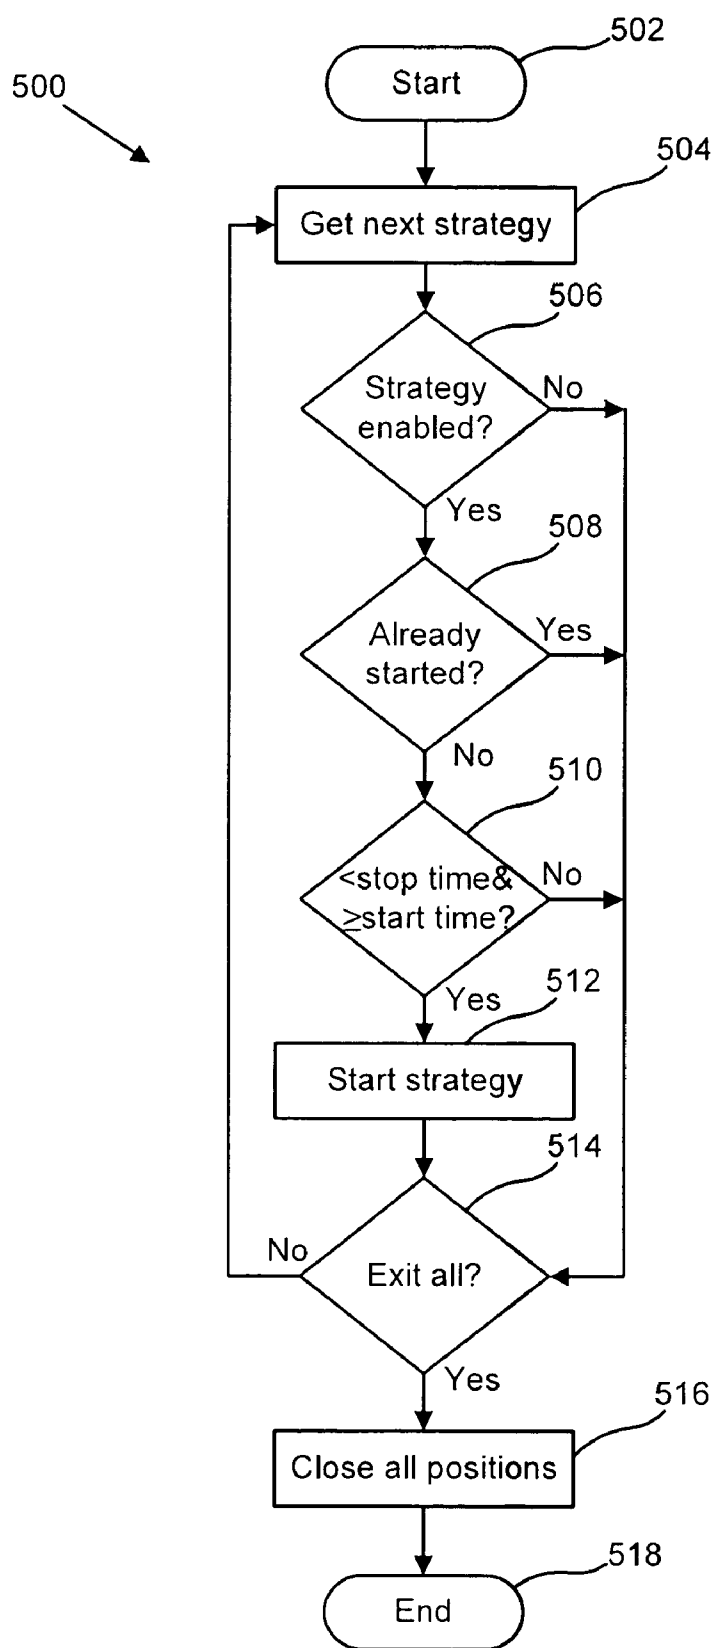 502
Start
500
504
Get next strategy
506
Strategy
enabled?
No
Yes
508
Already
started?
Yes
No
510
<stop time&
≥start time?
No
Yes
512
Start strategy
514
No
Exit all?
Yes
516
Close all positions
518
End